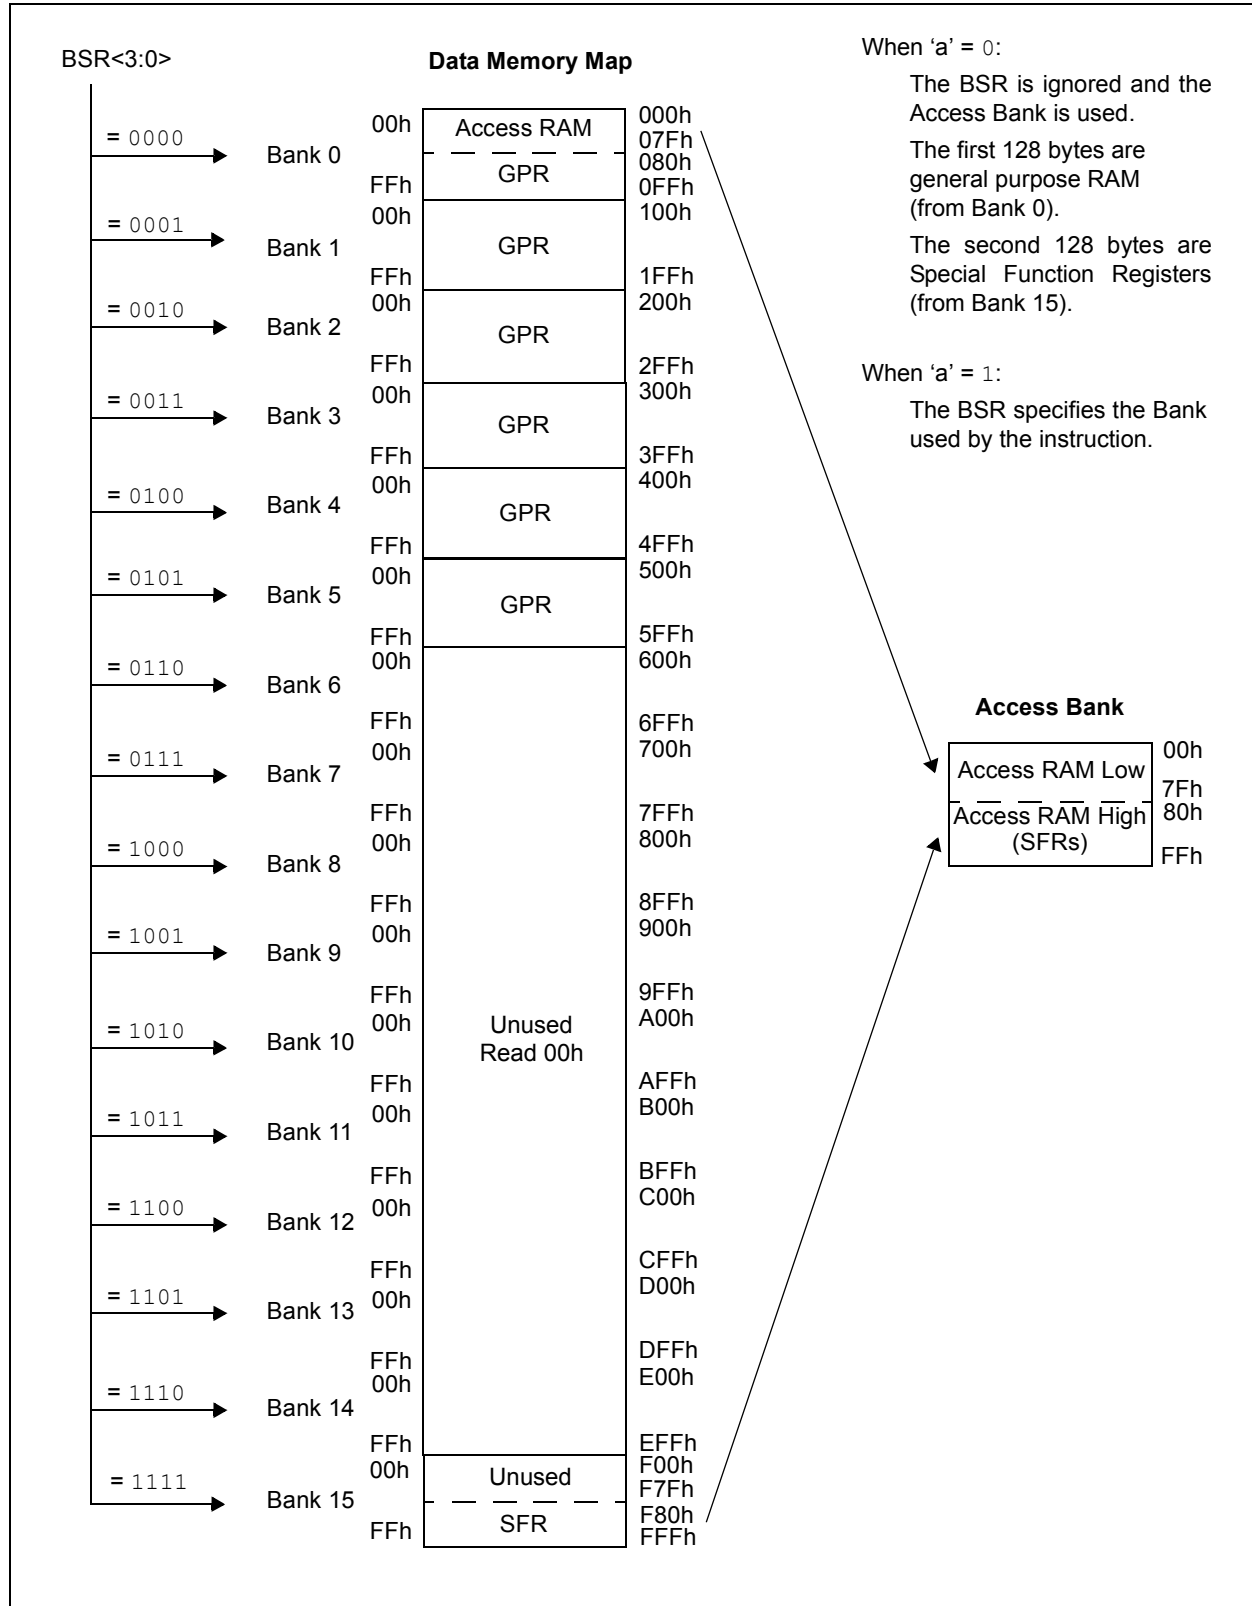 BSR<3:0>
Data Memory Map
= 0000
Bank 0
00h
Access RAM
000h
07Fh
GPR
080h
FFh
0FFh
= 0001
Bank 1
00h
GPR
100h
FFh
1FFh
= 0010
Bank 2
00h
GPR
200h
FFh
2FFh
= 0011
Bank 3
00h
GPR
300h
FFh
3FFh
= 0100
Bank 4
00h
GPR
400h
FFh
4FFh
= 0101
Bank 5
00h
GPR
500h
FFh
5FFh
= 0110
Bank 6
00h
600h
FFh
6FFh
= 0111
Bank 7
00h
700h
FFh
7FFh
= 1000
Bank 8
00h
800h
FFh
8FFh
= 1001
Bank 9
00h
900h
FFh
9FFh
= 1010
Bank 10
00h
Unused
Read 00h
A00h
FFh
AFFh
= 1011
Bank 11
00h
B00h
FFh
BFFh
= 1100
Bank 12
00h
C00h
FFh
CFFh
= 1101
Bank 13
00h
D00h
FFh
DFFh
= 1110
Bank 14
00h
E00h
FFh
EFFh
= 1111
Bank 15
00h
Unused
F00h
F7Fh
SFR
F80h
FFh
FFFh
When ‘a’ = 0:
The BSR is ignored and the
Access Bank is used.
The first 128 bytes are
general purpose RAM
(from Bank 0).
The second 128 bytes are
Special Function Registers
(from Bank 15).
When ‘a’ = 1:
The BSR specifies the Bank
used by the instruction.
Access Bank
Access RAM Low
00h
7Fh
Access RAM High
(SFRs)
80h
FFh